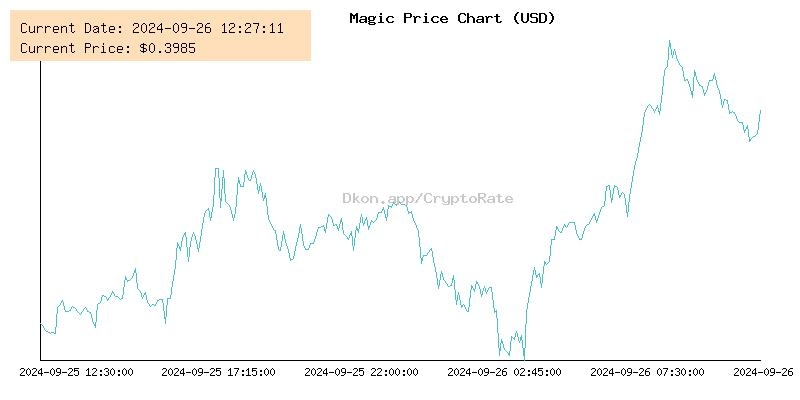 Magic Price Chart (USD)
Current Date: 2024-09-26 12:27:11
Current Price: $0.3985
Dkon.app/CryptoRate
2024-09-25 12:30:00 2024-09-25 17:15:00 2024-09-25 22:00:00 2024-09-26 02:45:00 2024-09-26 07:30:00 2024-09-26